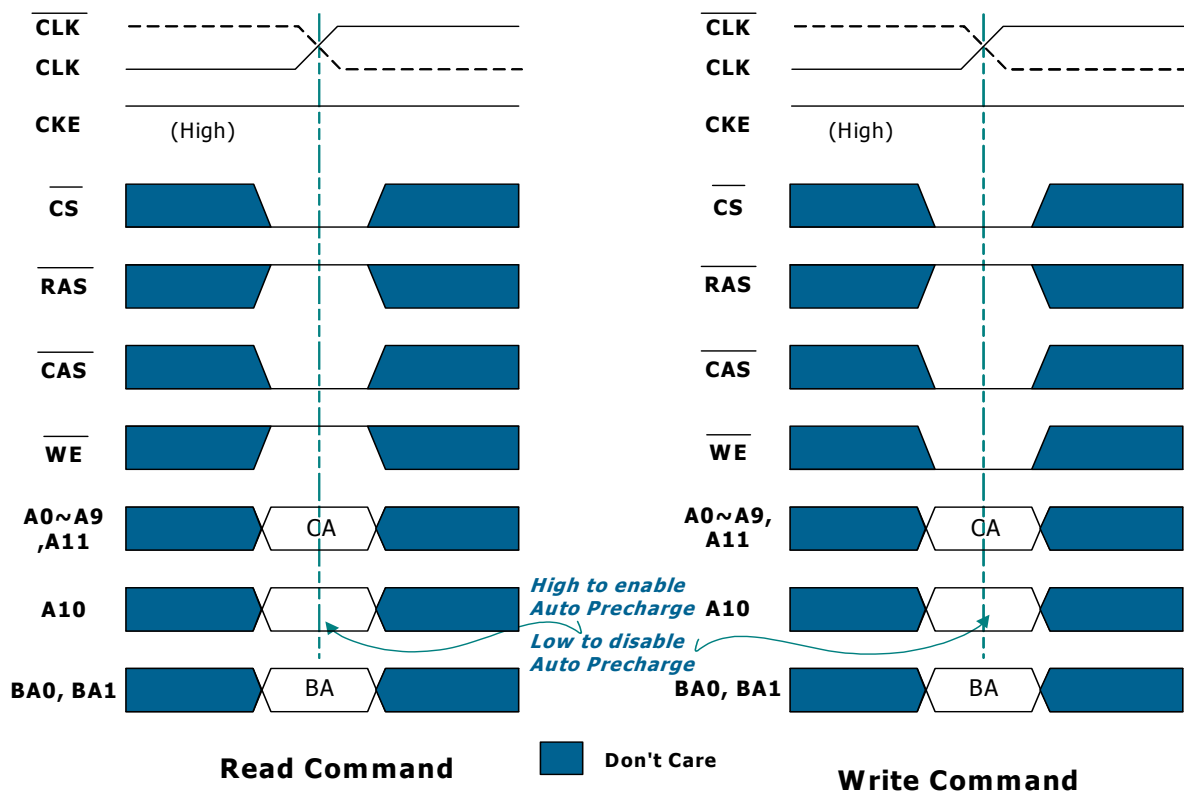 CLK
CLK
CKE
(High)
CS
RAS
CAS
WE
A0~A9
,A11
CA
A10
BA0, BA1
BA
Read Command
High to enable
Auto Precharge
Low to disable
Auto Precharge
Don't Care
CLK
CLK
CKE
(High)
CS
RAS
CAS
WE
A0~A9,
A11
CA
A10
BA0, BA1
BA
Write Command